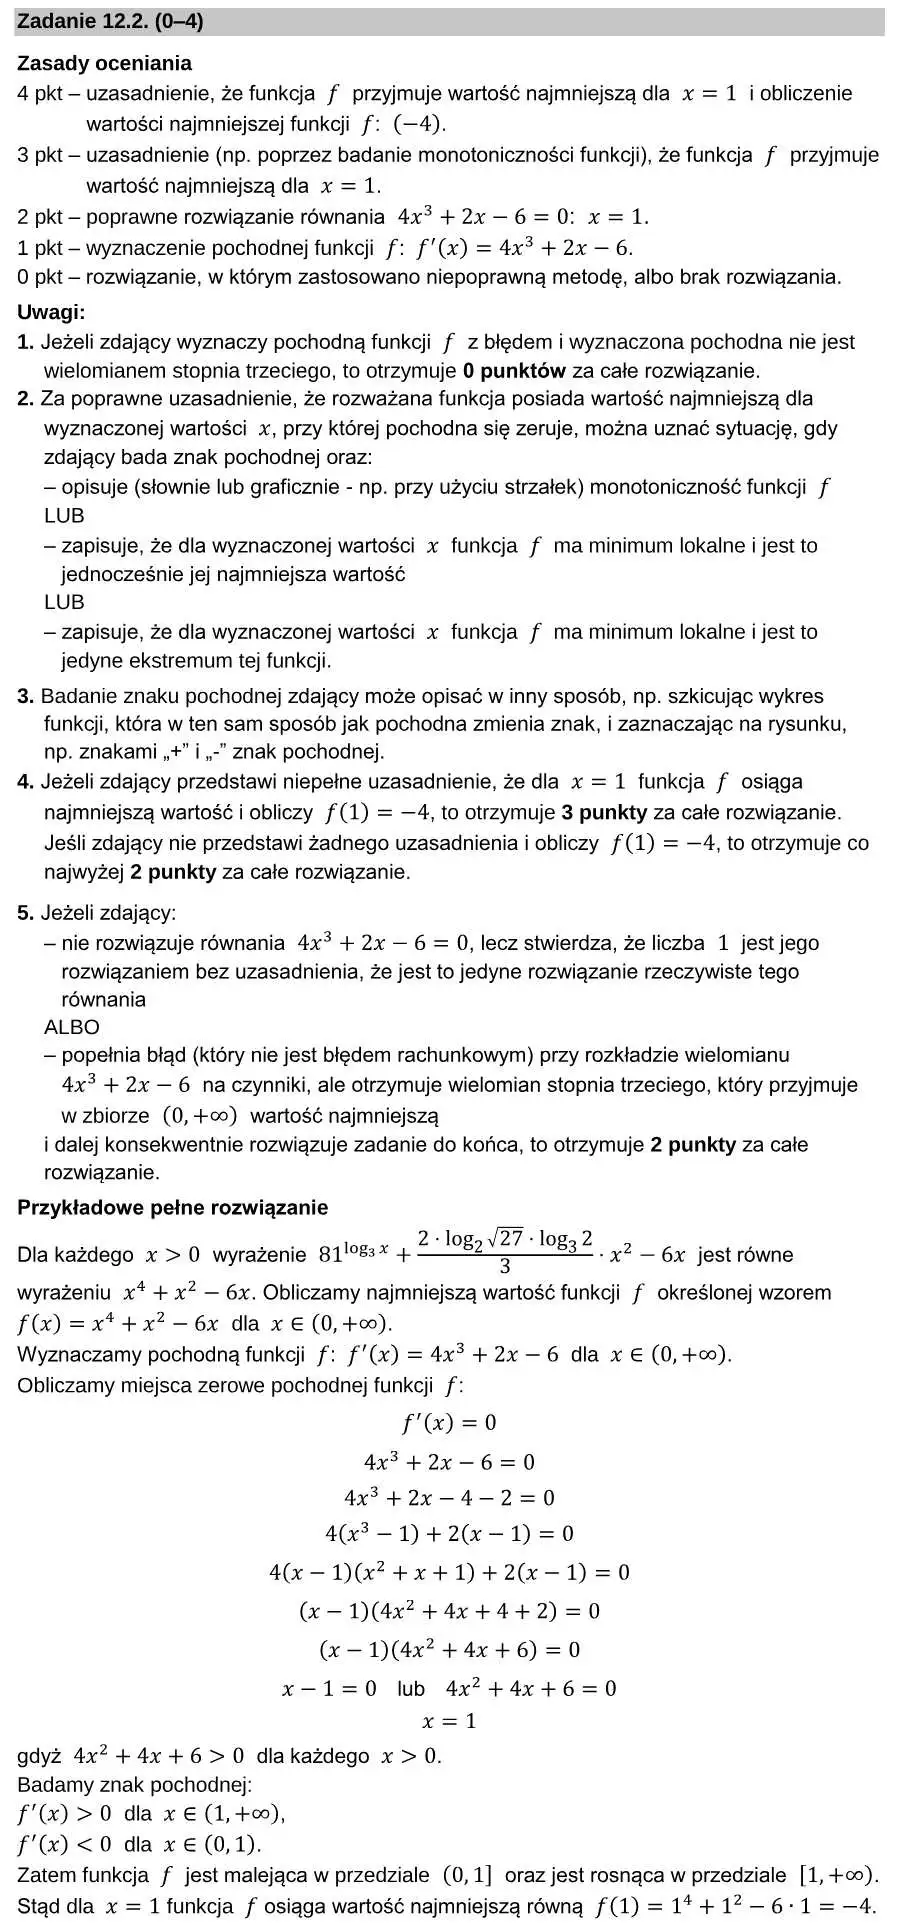 Zadanie 12.2. (0–4)
Zasady oceniania
4 pkt – uzasadnienie, że funkcja f przyjmuje wartość najmniejszą dla x = 1 i obliczenie
wartości najmniejszej funkcji f: (−4).
3 pkt – uzasadnienie (np. poprzez badanie monotoniczności funkcji), że funkcja f przyjmuje
wartość najmniejszą dla x = 1.
2 pkt – poprawne rozwiązanie równania 4x³ + 2x − 6 = 0: x = 1.
1 pkt – wyznaczenie pochodnej funkcji f: f′(x) = 4x³ + 2x − 6.
0 pkt – rozwiązanie, w którym zastosowano niepoprawną metodę, albo brak rozwiązania.
Uwagi:
1. Jeżeli zdający wyznaczy pochodną funkcji f z błędem i wyznaczona pochodna nie jest
wielomianem stopnia trzeciego, to otrzymuje 0 punktów za całe rozwiązanie.
2. Za poprawne uzasadnienie, że rozważana funkcja posiada wartość najmniejszą dla
wyznaczonej wartości x, przy której pochodna się zeruje, można uznać sytuację, gdy
zdający bada znak pochodnej oraz:
– opisuje (słownie lub graficznie - np. przy użyciu strzałek) monotoniczność funkcji f
LUB
– zapisuje, że dla wyznaczonej wartości x funkcja f ma minimum lokalne i jest to
jednocześnie jej najmniejsza wartość
LUB
– zapisuje, że dla wyznaczonej wartości x funkcja f ma minimum lokalne i jest to
jedyne ekstremum tej funkcji.
3. Badanie znaku pochodnej zdający może opisać w inny sposób, np. szkicując wykres
funkcji, która w ten sam sposób jak pochodna zmienia znak, i zaznaczając na rysunku,
np. znakami „+” i „-” znak pochodnej.
4. Jeżeli zdający przedstawi niepełne uzasadnienie, że dla x = 1 funkcja f osiąga
najmniejszą wartość i obliczy f(1) = −4, to otrzymuje 3 punkty za całe rozwiązanie.
Jeśli zdający nie przedstawi żadnego uzasadnienia i obliczy f(1) = −4, to otrzymuje co
najwyżej 2 punkty za całe rozwiązanie.
5. Jeżeli zdający:
– nie rozwiązuje równania 4x³ + 2x − 6 = 0, lecz stwierdza, że liczba 1 jest jego
rozwiązaniem bez uzasadnienia, że jest to jedyne rozwiązanie rzeczywiste tego
równania
ALBO
– popełnia błąd (który nie jest błędem rachunkowym) przy rozkładzie wielomianu
4x³ + 2x − 6 na czynniki, ale otrzymuje wielomian stopnia trzeciego, który przyjmuje
w zbiorze (0, +∞) wartość najmniejszą
i dalej konsekwentnie rozwiązuje zadanie do końca, to otrzymuje 2 punkty za całe
rozwiązanie.
Przykładowe pełne rozwiązanie
Dla każdego x > 0 wyrażenie 81^(log₃ x) + (2 · log₂ √27 · log₃ 2)/3 · x² − 6x jest równe
wyrażeniu x⁴ + x² − 6x. Obliczamy najmniejszą wartość funkcji f określonej wzorem
f(x) = x⁴ + x² − 6x dla x ∈ (0, +∞).
Wyznaczamy pochodną funkcji f: f′(x) = 4x³ + 2x − 6 dla x ∈ (0, +∞).
Obliczamy miejsca zerowe pochodnej funkcji f:
f′(x) = 0
4x³ + 2x − 6 = 0
4x³ + 2x − 4 − 2 = 0
4(x³ − 1) + 2(x − 1) = 0
4(x − 1)(x² + x + 1) + 2(x − 1) = 0
(x − 1)(4x² + 4x + 4 + 2) = 0
(x − 1)(4x² + 4x + 6) = 0
x − 1 = 0 lub 4x² + 4x + 6 = 0
x = 1
gdyż 4x² + 4x + 6 > 0 dla każdego x > 0.
Badamy znak pochodnej:
f′(x) > 0 dla x ∈ (1, +∞),
f′(x) < 0 dla x ∈ (0, 1).
Zatem funkcja f jest malejąca w przedziale (0, 1] oraz jest rosnąca w przedziale [1, +∞).
Stąd dla x = 1 funkcja f osiąga wartość najmniejszą równą f(1) = 1⁴ + 1² − 6 · 1 = −4.